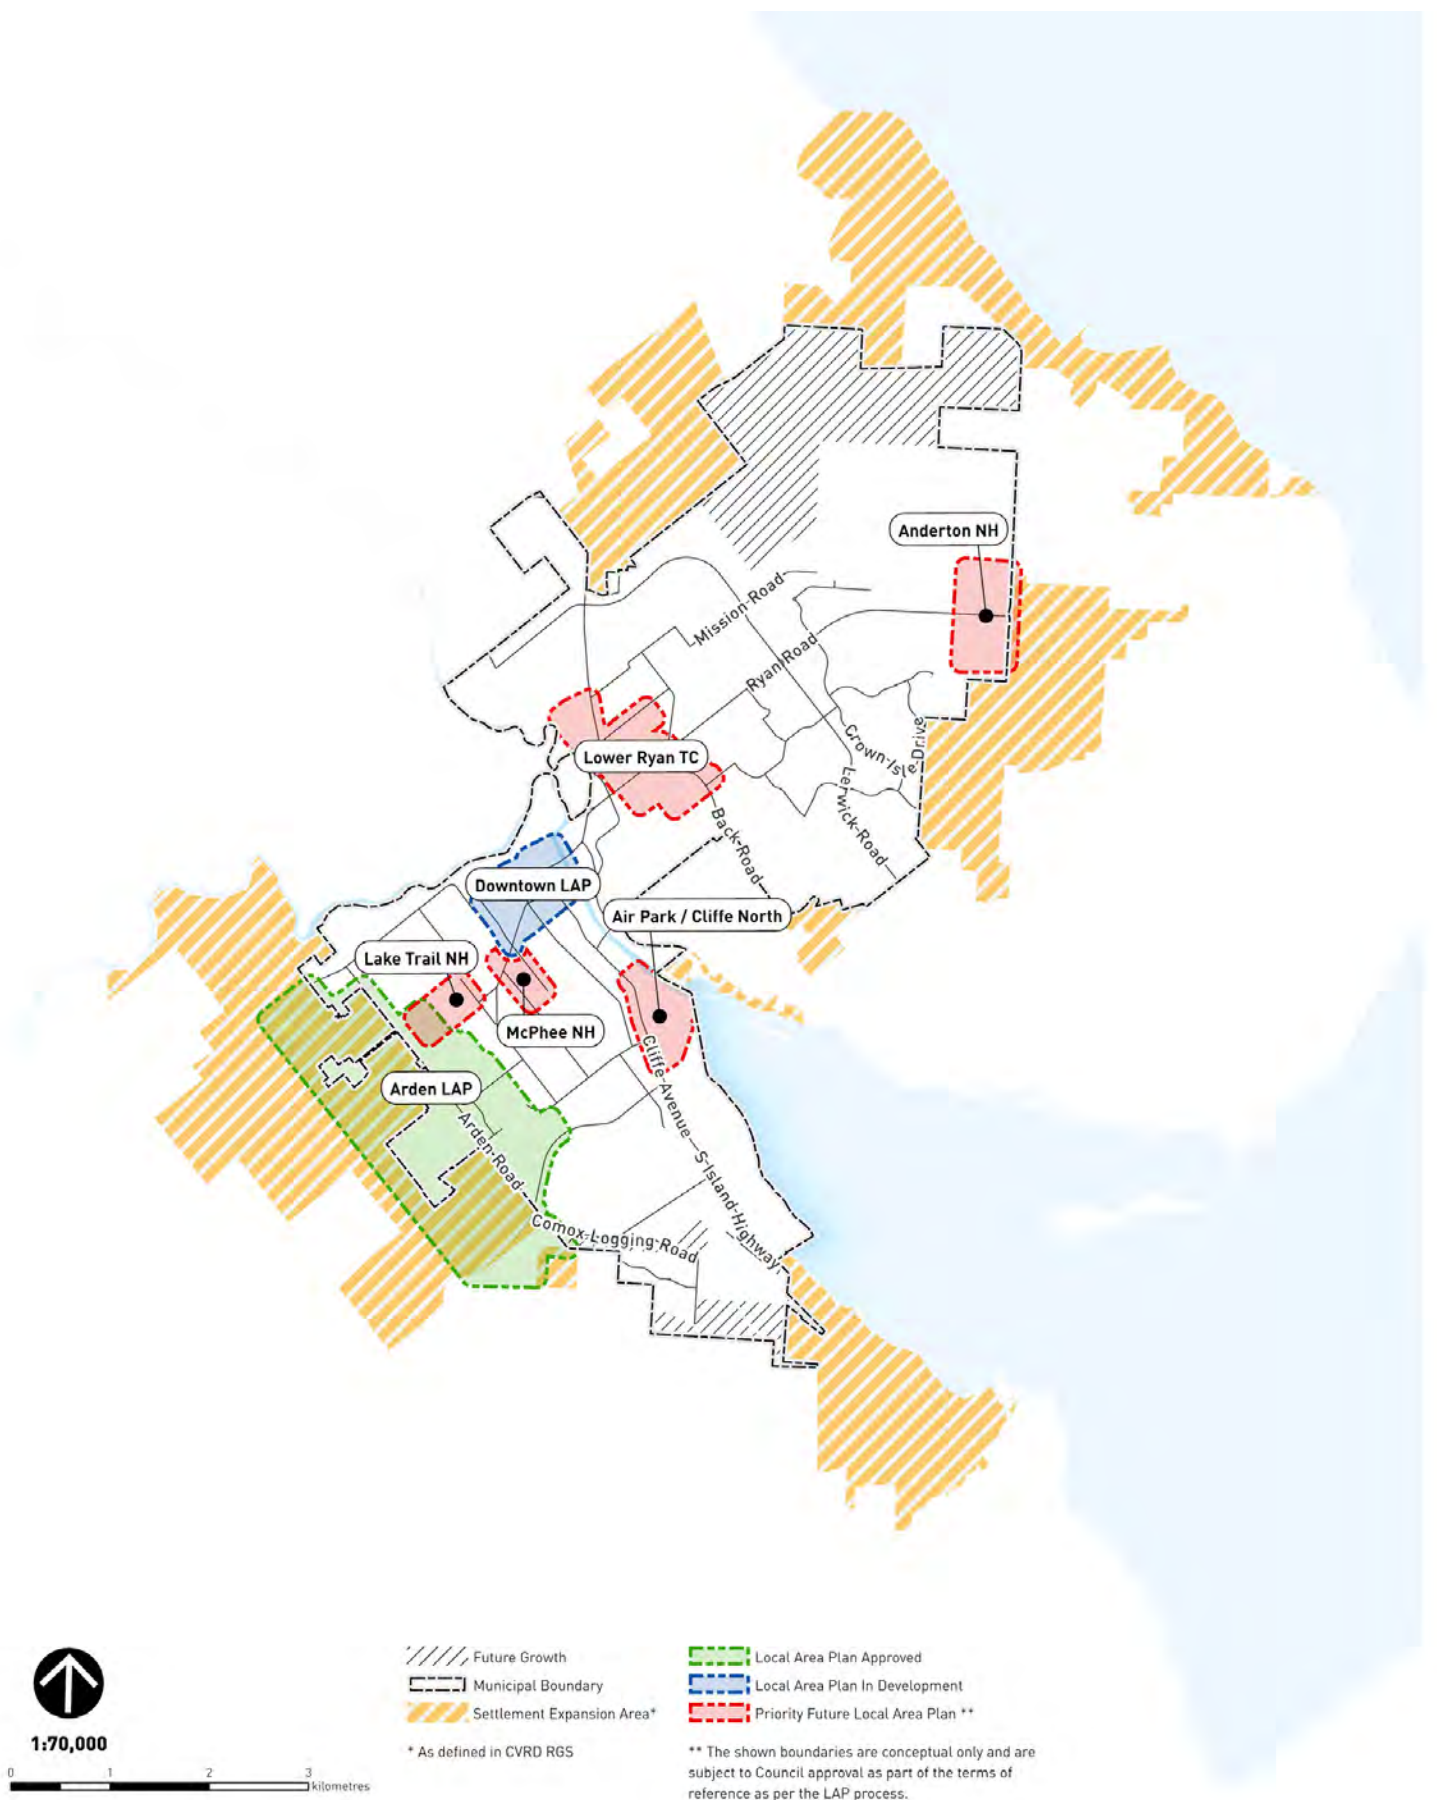 Anderton NH
Mission Road
Ryan Road
Lower Ryan TC
Crown Isle Drive
Lerwick Road
Back Road
Downtown LAP
Air Park / Cliffe North
Lake Trail NH
McPhee NH
Cliffe Avenue
Arden LAP
Arden Road
S Island Highway
Comox Logging Road
1:70,000
0 1 2 3
kilometres
Future Growth
Municipal Boundary
Settlement Expansion Area*
* As defined in CVRD RGS
Local Area Plan Approved
Local Area Plan In Development
Priority Future Local Area Plan **
** The shown boundaries are conceptual only and are
subject to Council approval as part of the terms of
reference as per the LAP process.